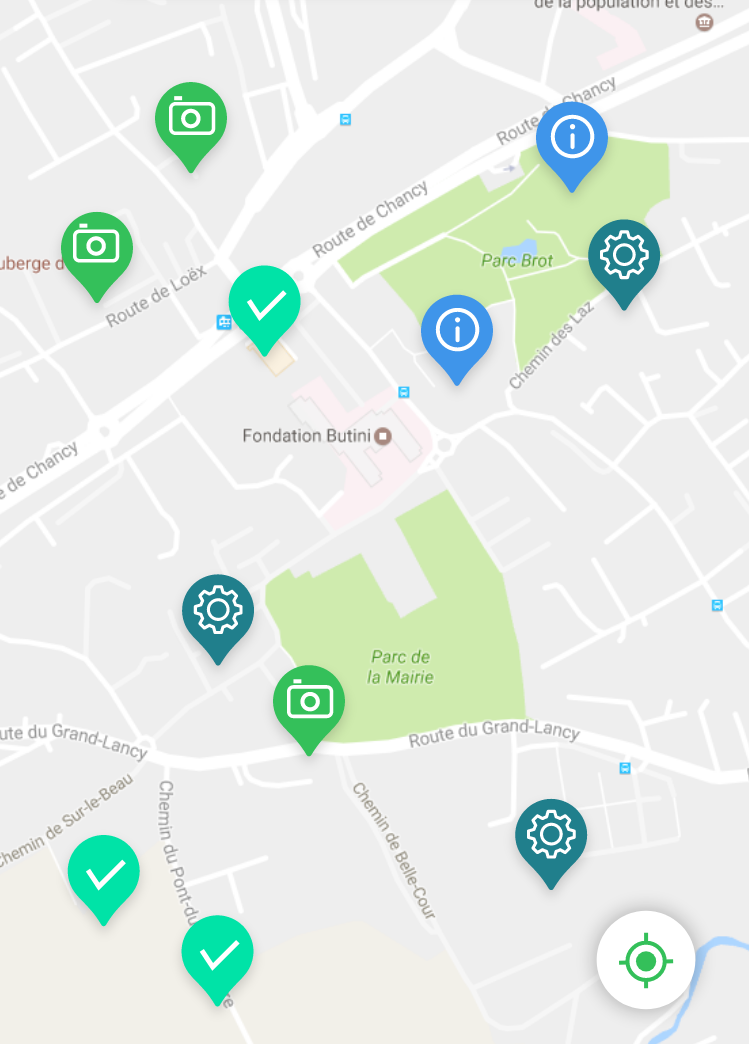 de la population et des...
Route de Chancy
Route de Chancy
Parc Brot
uberge d
Route de Loëx
Chemin des Laz
Fondation Butini
e de Chancy
Parc de
la Mairie
ute du Grand-Lancy
Route du Grand-Lancy
Chemin de Sur-le-Beau
Chemin du Pont-du
re
Chemin de Belle-Cour